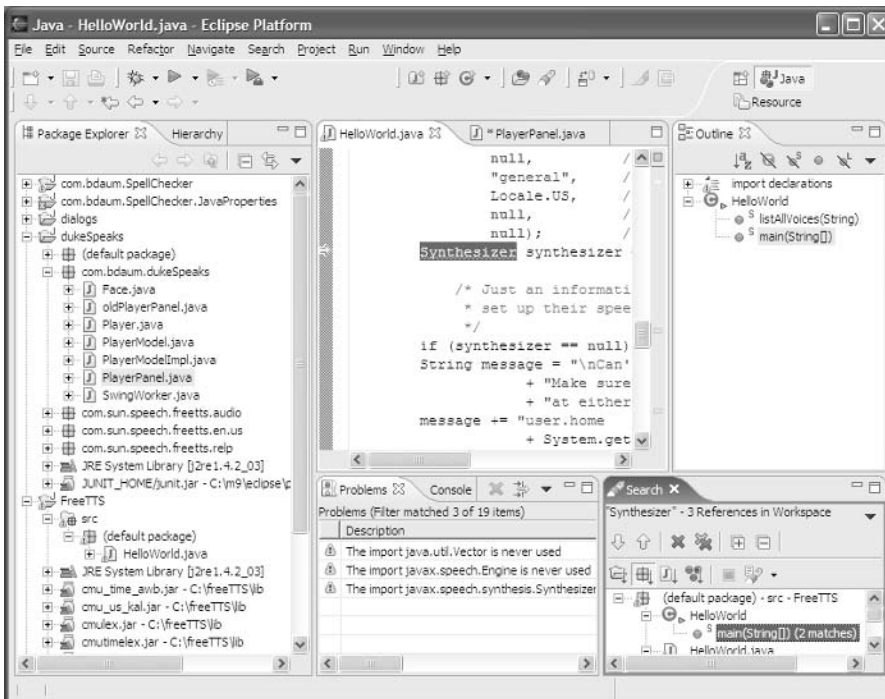 Java - HelloWorld.java - Eclipse Platform
File Edit Source Refactor Navigate Search Project Run Window Help
Java
Resource
Package Explorer Hierarchy
com.bdaum.SpellChecker
com.bdaum.SpellChecker.JavaProperties
dialogs
dukeSpeaks
(default package)
com.bdaum.dukeSpeaks
Face.java
oldPlayerPanel.java
Player.java
PlayerModel.java
PlayerModelImpl.java
PlayerPanel.java
SwingWorker.java
com.sun.speech.freetts.audio
com.sun.speech.freetts.en.us
com.sun.speech.freetts.relp
JRE System Library [j2re1.4.2_03]
JUNIT_HOME/junit.jar - C:\m9\eclipse\p
FreeTTS
src
(default package)
HelloWorld.java
JRE System Library [j2re1.4.2_03]
cmu_time_awb.jar - C:\freeTTS\lib
cmu_us_kal.jar - C:\freeTTS\lib
cmulex.jar - C:\freeTTS\lib
cmutimelex.jar - C:\freeTTS\lib
HelloWorld.java * PlayerPanel.java
null, /
"general", /
Locale.US, /
null, /
null); /
Synthesizer synthesizer
/* Just an informati
* set up their spee
*/
if (synthesizer == null)
String message = "\nCan'
+ "Make sure
+ "at either
message += "user.home
+ System.get
Outline
import declarations
HelloWorld
listAllVoices(String)
main(String[])
Problems Console
Problems (Filter matched 3 of 19 items)
Description
The import java.util.Vector is never used
The import javax.speech.Engine is never used
The import javax.speech.synthesis.Synthesizer
Search
"Synthesizer" - 3 References in Workspace
(default package) - src - FreeTTS
HelloWorld
main(String[]) (2 matches)
HelloWorld.java